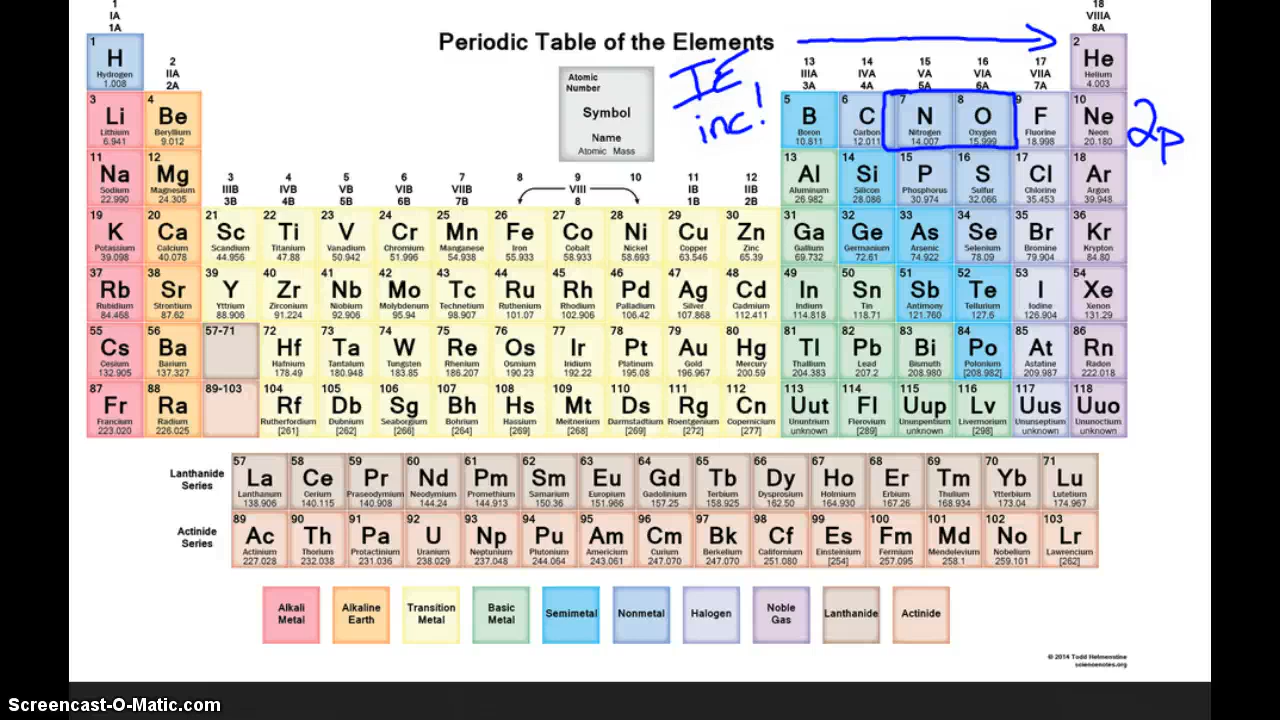 1
IA
1A
18
VIIIA
8A
Periodic Table of the Elements
IE
inc!
2p
Atomic
Number
Symbol
Name
Atomic Mass
2
IIA
2A
13
IIIA
3A
14
IVA
4A
15
VA
5A
16
VIA
6A
17
VIIA
7A
1
H
Hydrogen
1.008
2
He
Helium
4.003
3
Li
Lithium
6.941
4
Be
Beryllium
9.012
5
B
Boron
10.811
6
C
Carbon
12.011
7
N
Nitrogen
14.007
8
O
Oxygen
15.999
9
F
Fluorine
18.998
10
Ne
Neon
20.180
11
Na
Sodium
22.990
12
Mg
Magnesium
24.305
3
IIIB
3B
4
IVB
4B
5
VB
5B
6
VIB
6B
7
VIIB
7B
8
9
10
VIII
8
11
IB
1B
12
IIB
2B
13
Al
Aluminum
26.982
14
Si
Silicon
28.086
15
P
Phosphorus
30.974
16
S
Sulfur
32.066
17
Cl
Chlorine
35.453
18
Ar
Argon
39.948
19
K
Potassium
39.098
20
Ca
Calcium
40.078
21
Sc
Scandium
44.956
22
Ti
Titanium
47.88
23
V
Vanadium
50.942
24
Cr
Chromium
51.996
25
Mn
Manganese
54.938
26
Fe
Iron
55.933
27
Co
Cobalt
58.933
28
Ni
Nickel
58.693
29
Cu
Copper
63.546
30
Zn
Zinc
65.39
31
Ga
Gallium
69.732
32
Ge
Germanium
72.61
33
As
Arsenic
74.922
34
Se
Selenium
78.09
35
Br
Bromine
79.904
36
Kr
Krypton
84.80
37
Rb
Rubidium
84.468
38
Sr
Strontium
87.62
39
Y
Yttrium
88.906
40
Zr
Zirconium
91.224
41
Nb
Niobium
92.906
42
Mo
Molybdenum
95.94
43
Tc
Technetium
98.907
44
Ru
Ruthenium
101.07
45
Rh
Rhodium
102.906
46
Pd
Palladium
106.42
47
Ag
Silver
107.868
48
Cd
Cadmium
112.411
49
In
Indium
114.818
50
Sn
Tin
118.71
51
Sb
Antimony
121.760
52
Te
Tellurium
127.6
53
I
Iodine
126.904
54
Xe
Xenon
131.29
55
Cs
Cesium
132.905
56
Ba
Barium
137.327
57-71
72
Hf
Hafnium
178.49
73
Ta
Tantalum
180.948
74
W
Tungsten
183.85
75
Re
Rhenium
186.207
76
Os
Osmium
190.23
77
Ir
Iridium
192.22
78
Pt
Platinum
195.08
79
Au
Gold
196.967
80
Hg
Mercury
200.59
81
Tl
Thallium
204.383
82
Pb
Lead
207.2
83
Bi
Bismuth
208.980
84
Po
Polonium
[208.982]
85
At
Astatine
209.987
86
Rn
Radon
222.018
87
Fr
Francium
223.020
88
Ra
Radium
226.025
89-103
104
Rf
Rutherfordium
[261]
105
Db
Dubnium
[262]
106
Sg
Seaborgium
[266]
107
Bh
Bohrium
[264]
108
Hs
Hassium
[269]
109
Mt
Meitnerium
[268]
110
Ds
Darmstadtium
[269]
111
Rg
Roentgenium
[272]
112
Cn
Copernicium
[277]
113
Uut
Ununtrium
unknown
114
Fl
Flerovium
[289]
115
Uup
Ununpentium
unknown
116
Lv
Livermorium
[298]
117
Uus
Ununseptium
unknown
118
Uuo
Ununoctium
unknown
Lanthanide
Series
57
La
Lanthanum
138.906
58
Ce
Cerium
140.115
59
Pr
Praseodymium
140.908
60
Nd
Neodymium
144.24
61
Pm
Promethium
144.913
62
Sm
Samarium
150.36
63
Eu
Europium
151.966
64
Gd
Gadolinium
157.25
65
Tb
Terbium
158.925
66
Dy
Dysprosium
162.50
67
Ho
Holmium
164.930
68
Er
Erbium
167.26
69
Tm
Thulium
168.934
70
Yb
Ytterbium
173.04
71
Lu
Lutetium
174.967
Actinide
Series
89
Ac
Actinium
227.028
90
Th
Thorium
232.038
91
Pa
Protactinium
231.036
92
U
Uranium
238.029
93
Np
Neptunium
237.048
94
Pu
Plutonium
244.064
95
Am
Americium
243.061
96
Cm
Curium
247.070
97
Bk
Berkelium
247.070
98
Cf
Californium
251.080
99
Es
Einsteinium
[254]
100
Fm
Fermium
257.095
101
Md
Mendelevium
258.1
102
No
Nobelium
259.101
103
Lr
Lawrencium
[262]
Alkali
Metal
Alkaline
Earth
Transition
Metal
Basic
Metal
Semimetal
Nonmetal
Halogen
Noble
Gas
Lanthanide
Actinide
© 2014 Todd Helmenstine
sciencenotes.org
Screencast-O-Matic.com